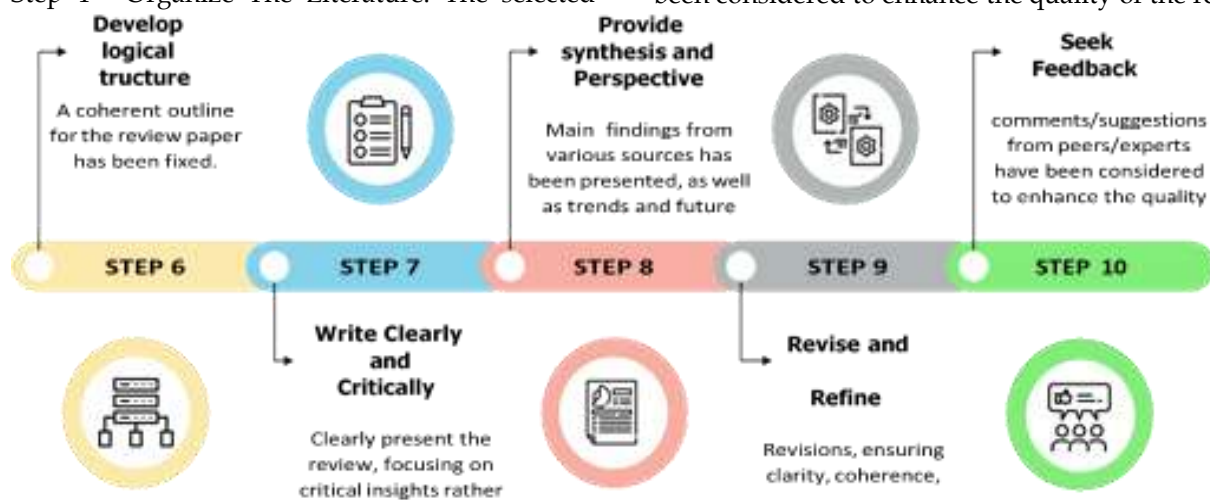 Step 1 - Organize The Literature: The selected
been considered to enhance the quality of the
Develop
logical
tructure
A coherent outline
for the review paper
has been fixed.
Provide
synthesis and
Perspective
Main findings from
various sources has
been presented, as well
as trends and future
Seek
Feedback
comments/suggestions
from peers/experts
have been considered
to enhance the quality
STEP 6
STEP 7
STEP 8
STEP 9
STEP 10
Write Clearly
and
Critically
Clearly present the
review, focusing on
critical insights rather
Revise and
Refine
Revisions, ensuring
clarity, coherence,